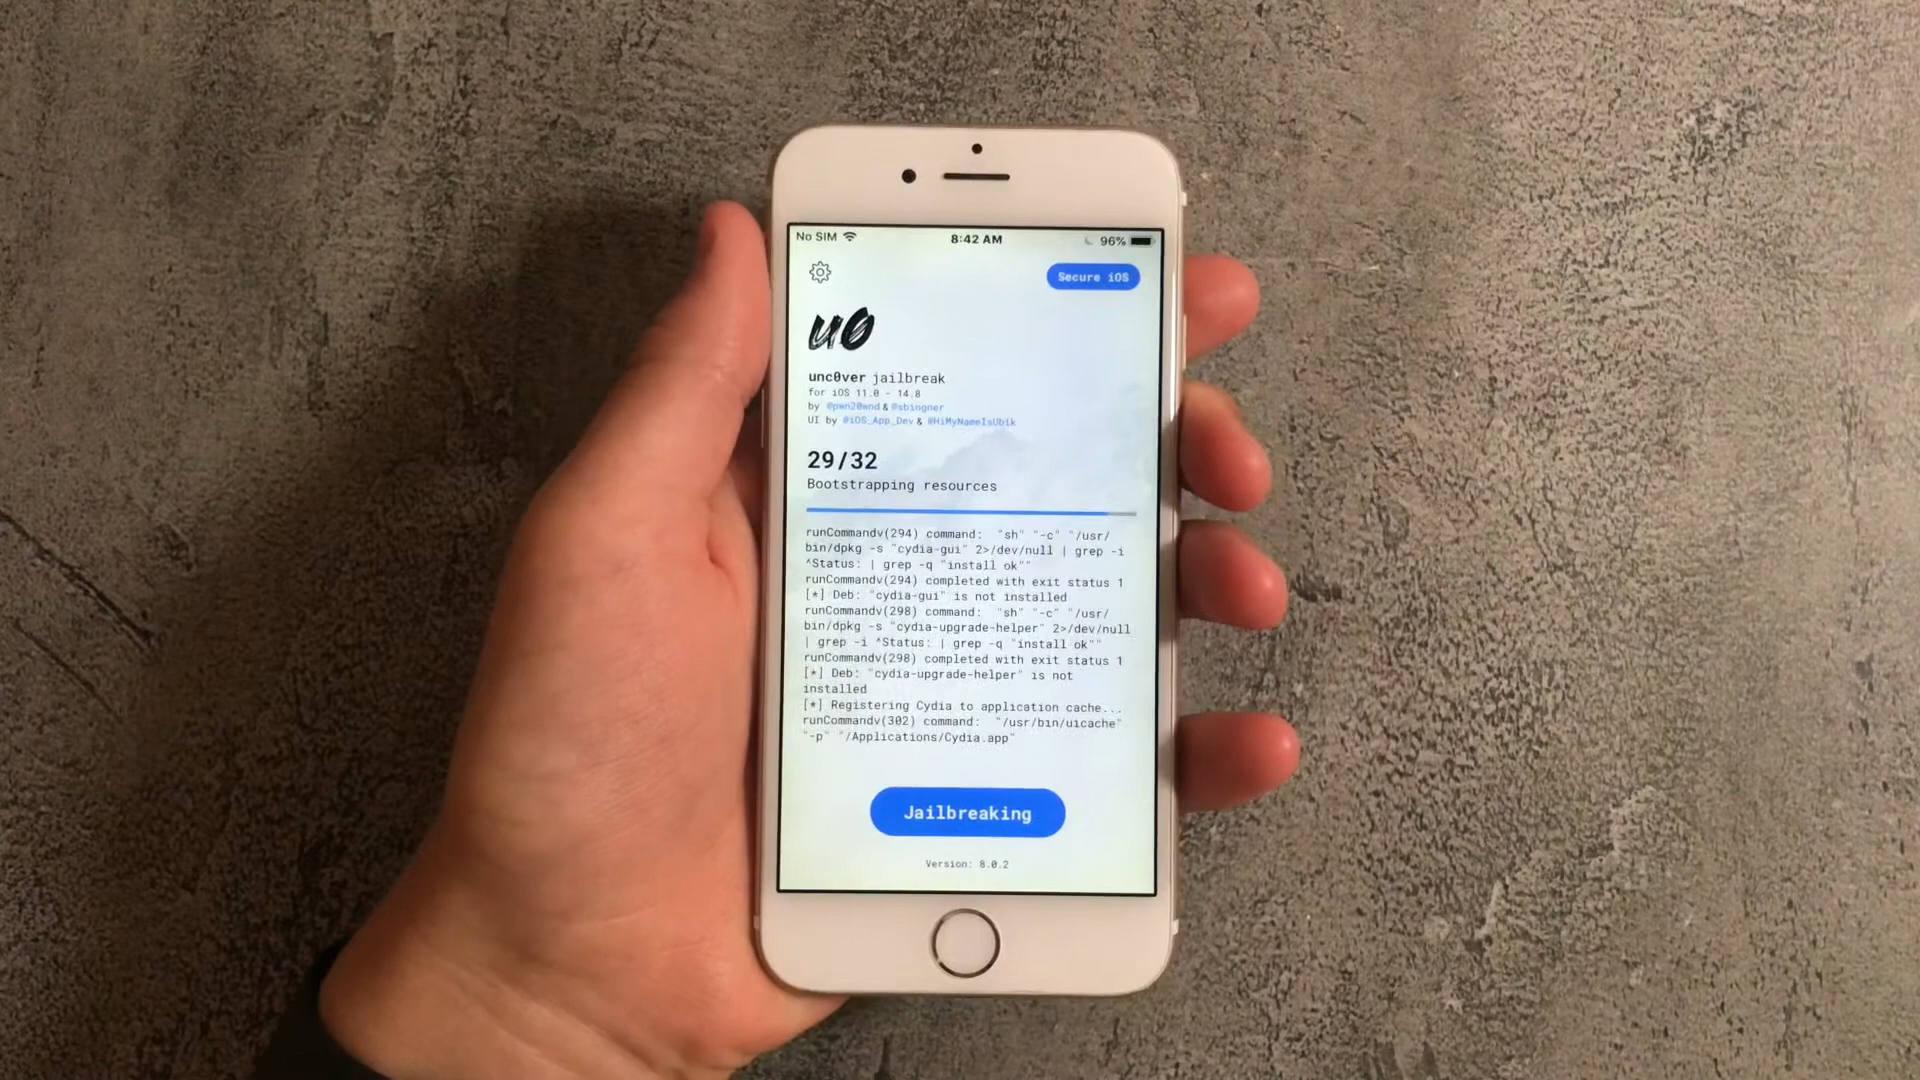 No SIM 8:42 AM 96%
Secure iOS
u0
unc0ver jailbreak
for iOS 11.0 - 14.8
by @pwn20wnd & @sbingner
UI by @iOS_App_Dev & @HiMyNameIsUbik
29/32
Bootstrapping resources
runCommandv(294) command: "sh" "-c" "/usr/
bin/dpkg -s "cydia-gui" 2>/dev/null | grep -i
^Status: | grep -q "install ok""
runCommandv(294) completed with exit status 1
[*] Deb: "cydia-gui" is not installed
runCommandv(298) command: "sh" "-c" "/usr/
bin/dpkg -s "cydia-upgrade-helper" 2>/dev/null
| grep -i ^Status: | grep -q "install ok""
runCommandv(298) completed with exit status 1
[*] Deb: "cydia-upgrade-helper" is not
installed
[*] Registering Cydia to application cache...
runCommandv(302) command: "/usr/bin/uicache"
"-p" "/Applications/Cydia.app"
Jailbreaking
Version: 8.0.2